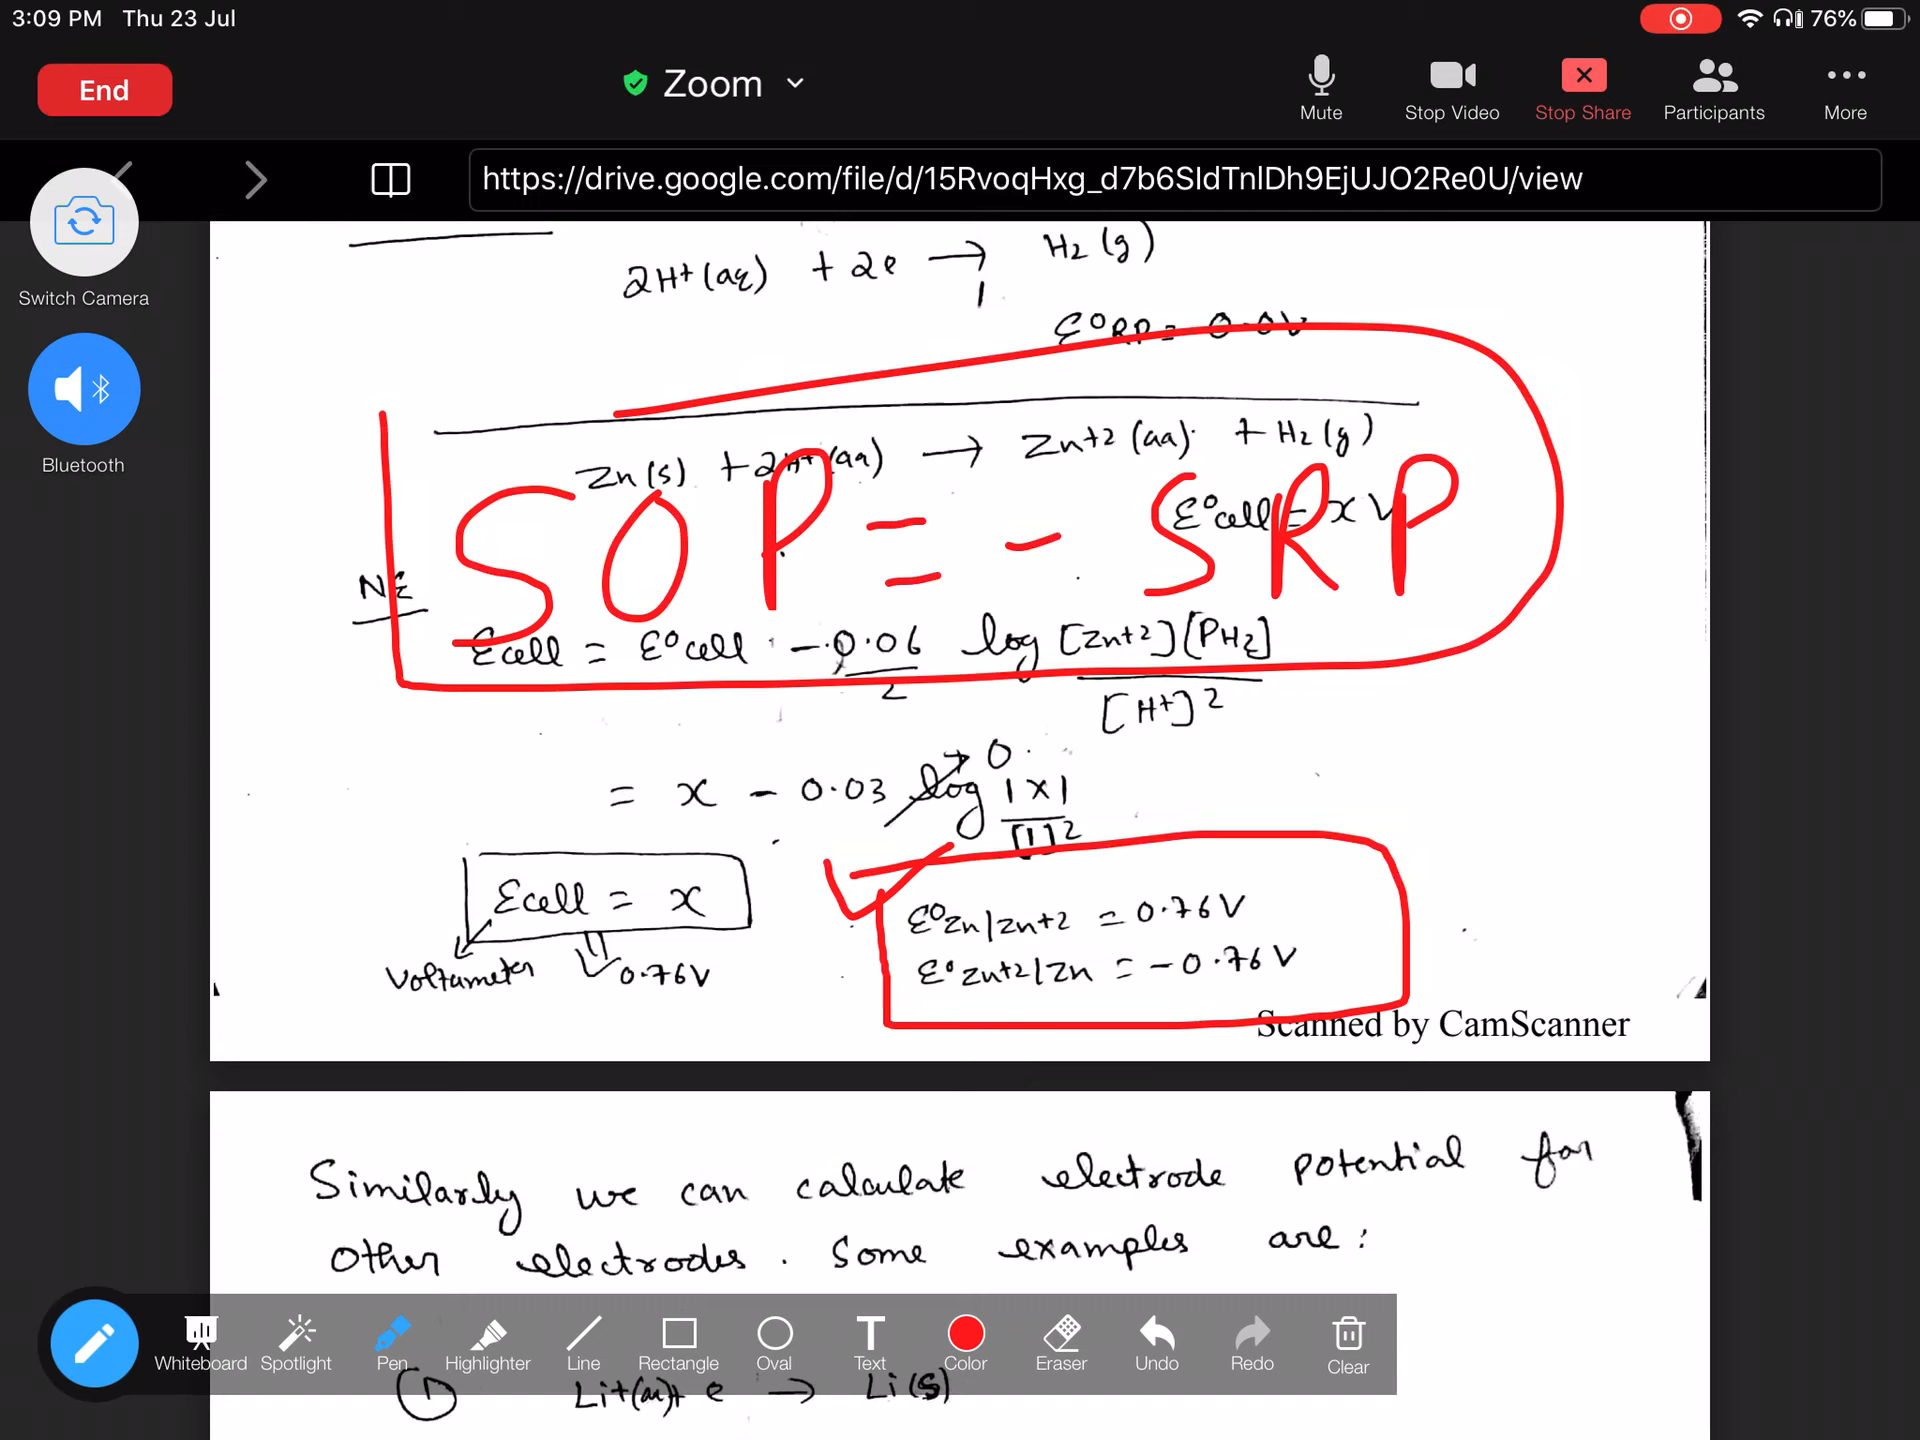 3:09 PM Thu 23 Jul
76%
End
Zoom
Mute
Stop Video
Stop Share
Participants
More
https://drive.google.com/file/d/15RvoqHxg_d7b6SIdTnlDh9EjUJO2Re0U/view
Switch Camera
Bluetooth
2H+(aq) + 2e → H2(g)
1
ε°RP = 0.0V
Zn(s) + 2H+(aq) → Zn+2(aq) + H2(g)
ε°cell = x V
SOP = - SRP
NE
Ecell = ε°cell - 0.06/2 log [Zn+2][PH2]/[H+]2
= x - 0.03 log 1x1/[1]2 → 0
Ecell = x
Voltameter
0.76V
ε°Zn/Zn+2 = 0.76V
ε°Zn+2/Zn = -0.76V
Scanned by CamScanner
Similarly we can calculate electrode potential for
other electrodes. Some examples are:
Whiteboard
Spotlight
Pen
Highlighter
Line
Rectangle
Oval
T
Text
Color
Eraser
Undo
Redo
Clear
1 Li+(aq)+ e → Li(s)